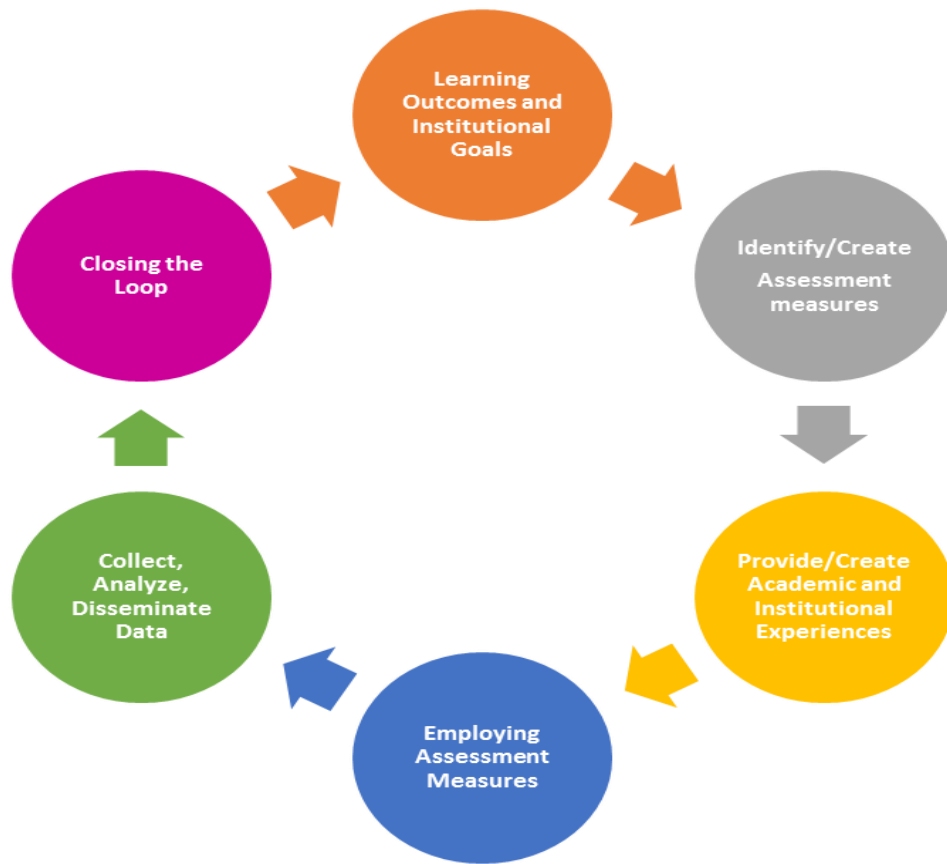 Learning
Outcomes and
Institutional
Goals
Identify/Create
Assessment
measures
Provide/Create
Academic and
Institutional
Experiences
Employing
Assessment
Measures
Collect,
Analyze,
Disseminate
Data
Closing the
Loop